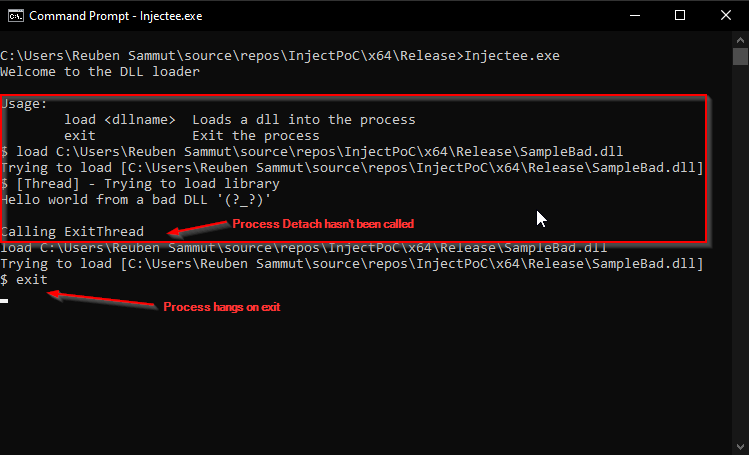 Command Prompt - Injectee.exe
C:\Users\Reuben Sammut\source\repos\InjectPoC\x64\Release>Injectee.exe
Welcome to the DLL loader
Usage:
load <dllname>  Loads a dll into the process
exit            Exit the process
$ load C:\Users\Reuben Sammut\source\repos\InjectPoC\x64\Release\SampleBad.dll
Trying to load [C:\Users\Reuben Sammut\source\repos\InjectPoC\x64\Release\SampleBad.dll]
$ [Thread] - Trying to load library
Hello world from a bad DLL '(?_?)'
Calling ExitThread
Process Detach hasn't been called
load C:\Users\Reuben Sammut\source\repos\InjectPoC\x64\Release\SampleBad.dll
Trying to load [C:\Users\Reuben Sammut\source\repos\InjectPoC\x64\Release\SampleBad.dll]
$ exit
Process hangs on exit